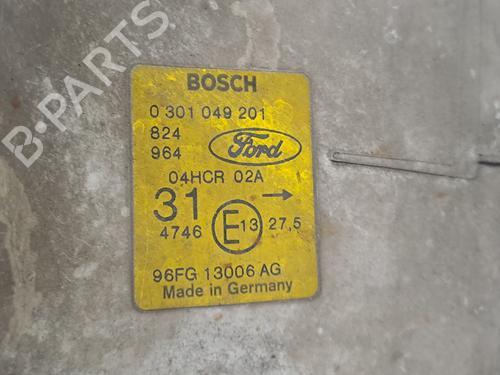 BOSCH
0 301 049 201
824
964
Ford
04HCR 02A
31 →
4746 E 13 27,5
96FG 13006 AG
Made in Germany
B-PARTS